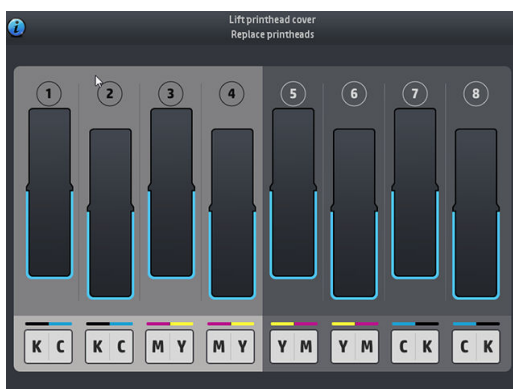 i
Lift printhead cover
Replace printheads
1 2 3 4 5 6 7 8
K C K C M Y M Y Y M Y M C K C K